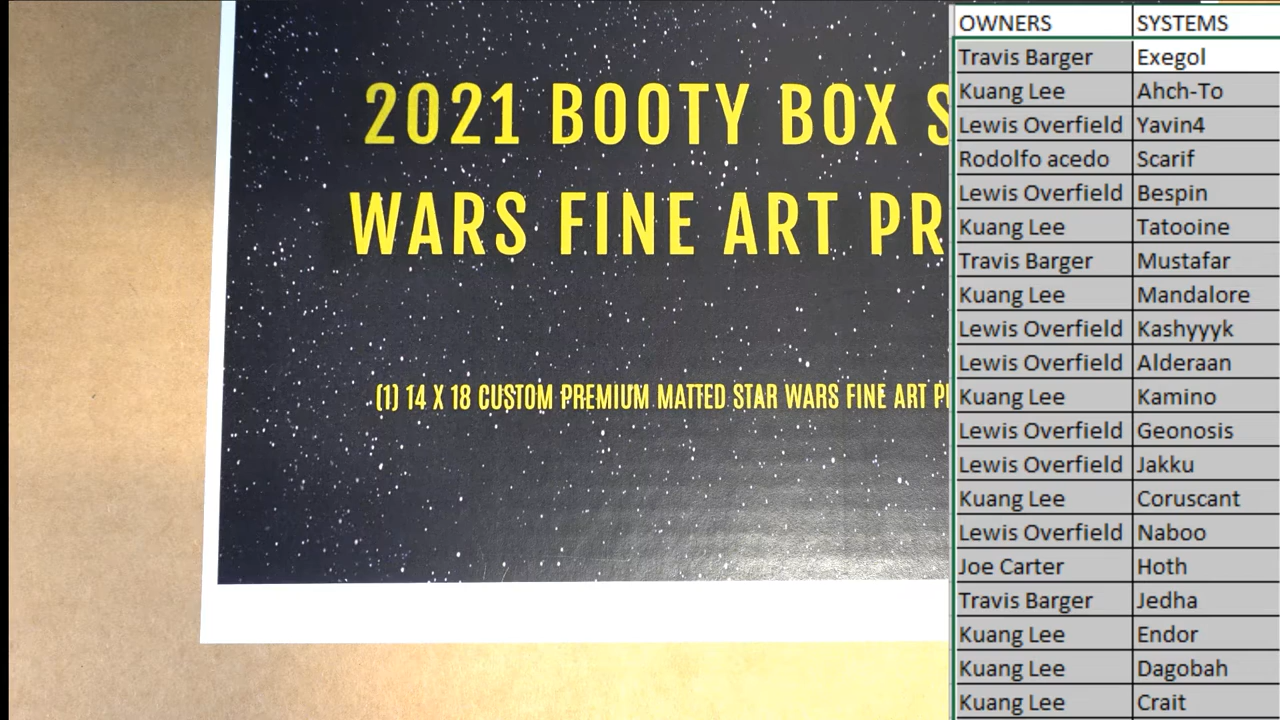 2021 BOOTY BOX S
WARS FINE ART PR
(1) 14 X 18 CUSTOM PREMIUM MATTED STAR WARS FINE ART P
OWNERS SYSTEMS
Travis Barger Exegol
Kuang Lee Ahch-To
Lewis Overfield Yavin4
Rodolfo acedo Scarif
Lewis Overfield Bespin
Kuang Lee Tatooine
Travis Barger Mustafar
Kuang Lee Mandalore
Lewis Overfield Kashyyyk
Lewis Overfield Alderaan
Kuang Lee Kamino
Lewis Overfield Geonosis
Lewis Overfield Jakku
Kuang Lee Coruscant
Lewis Overfield Naboo
Joe Carter Hoth
Travis Barger Jedha
Kuang Lee Endor
Kuang Lee Dagobah
Kuang Lee Crait